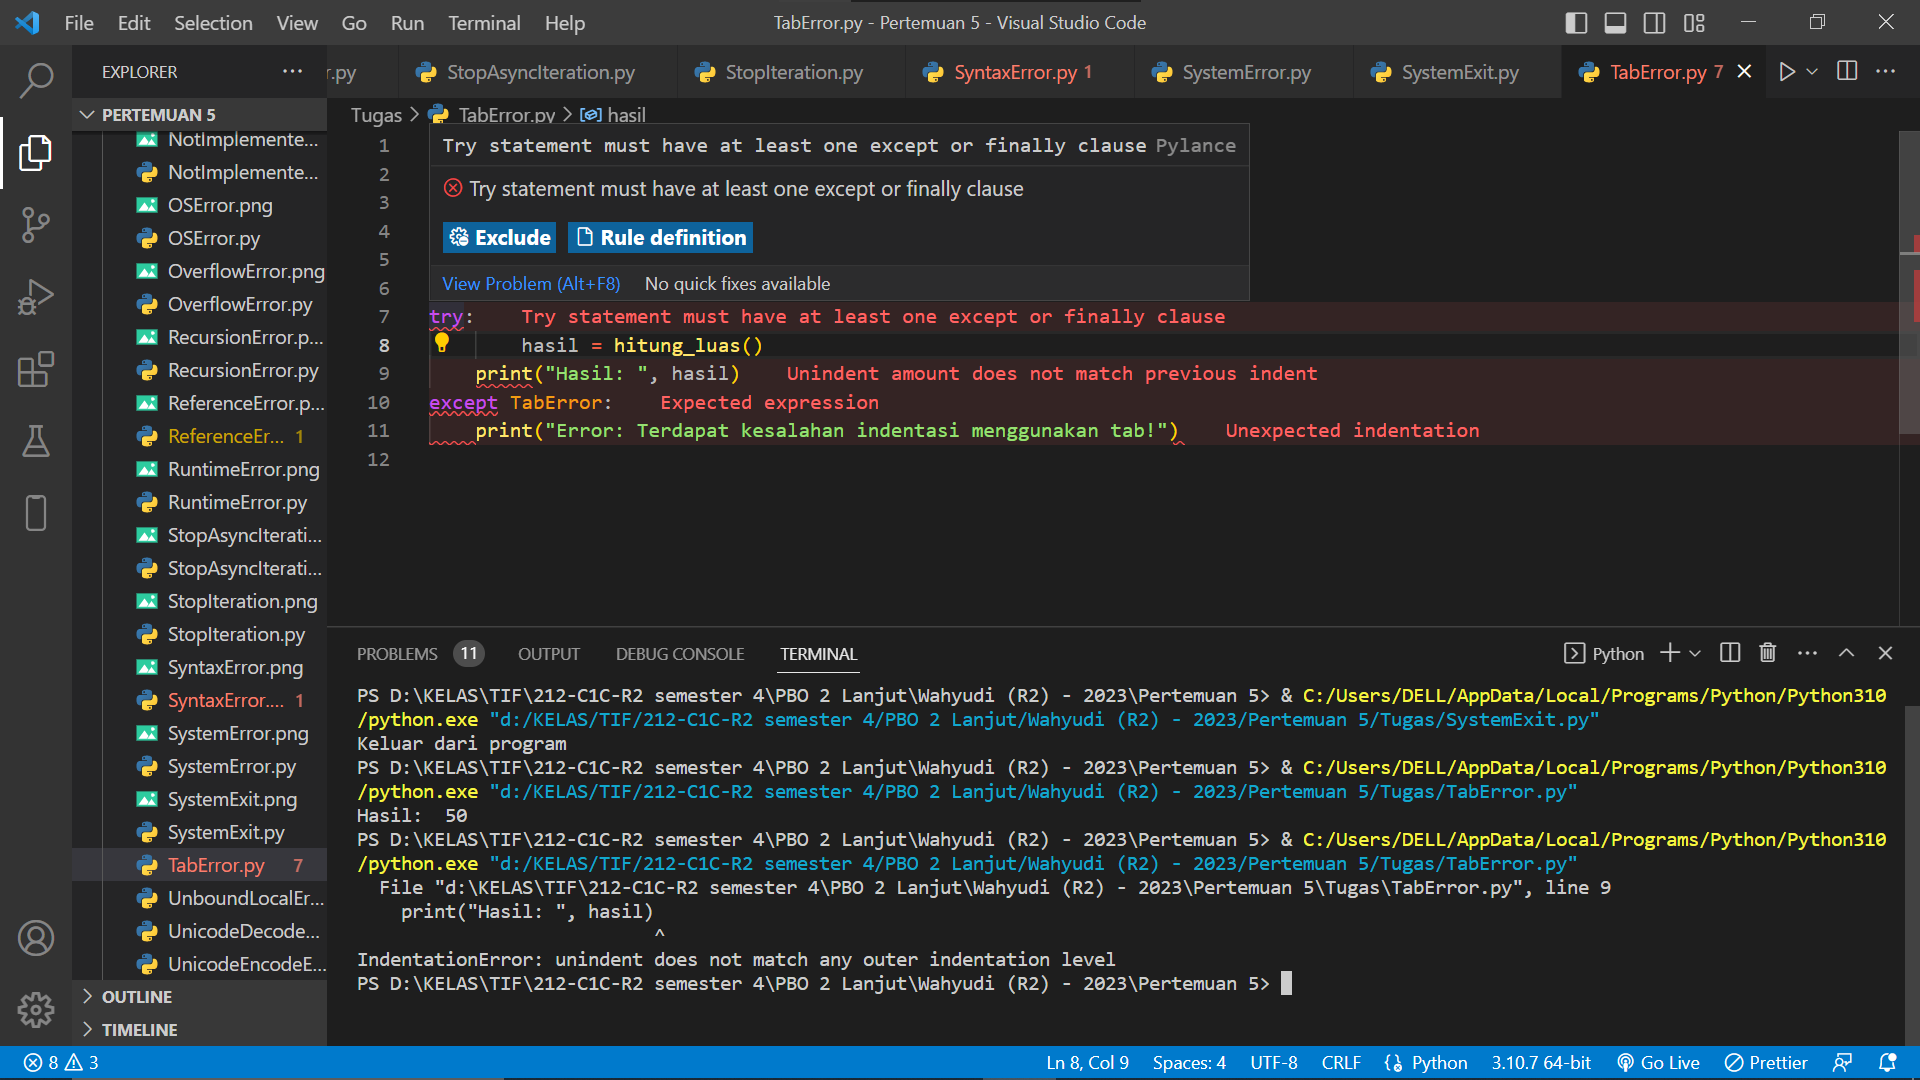 File Edit Selection View Go Run Terminal Help
TabError.py - Pertemuan 5 - Visual Studio Code
EXPLORER
r.py
StopAsyncIteration.py
StopIteration.py
SyntaxError.py 1
SystemError.py
SystemExit.py
TabError.py 7
PERTEMUAN 5
NotImplemente...
NotImplemente...
OSError.png
OSError.py
OverflowError.png
OverflowError.py
RecursionError.p...
RecursionError.py
ReferenceError.p...
ReferenceEr... 1
RuntimeError.png
RuntimeError.py
StopAsyncIterati...
StopAsyncIterati...
StopIteration.png
StopIteration.py
SyntaxError.png
SyntaxError.... 1
SystemError.png
SystemError.py
SystemExit.png
SystemExit.py
TabError.py 7
UnboundLocalEr...
UnicodeDecode...
UnicodeEncodeE...
OUTLINE
TIMELINE
Tugas > TabError.py > hasil
1
2
3
4
5
6
Try statement must have at least one except or finally clause Pylance
Try statement must have at least one except or finally clause
Exclude Rule definition
View Problem (Alt+F8) No quick fixes available
7 try: Try statement must have at least one except or finally clause
8 hasil = hitung_luas()
9 print("Hasil: ", hasil) Unindent amount does not match previous indent
10 except TabError: Expected expression
11 print("Error: Terdapat kesalahan indentasi menggunakan tab!") Unexpected indentation
12
PROBLEMS 11 OUTPUT DEBUG CONSOLE TERMINAL
Python
PS D:\KELAS\TIF\212-C1C-R2 semester 4\PBO 2 Lanjut\Wahyudi (R2) - 2023\Pertemuan 5> & C:/Users/DELL/AppData/Local/Programs/Python/Python310
/python.exe "d:/KELAS/TIF/212-C1C-R2 semester 4/PBO 2 Lanjut/Wahyudi (R2) - 2023/Pertemuan 5/Tugas/SystemExit.py"
Keluar dari program
PS D:\KELAS\TIF\212-C1C-R2 semester 4\PBO 2 Lanjut\Wahyudi (R2) - 2023\Pertemuan 5> & C:/Users/DELL/AppData/Local/Programs/Python/Python310
/python.exe "d:/KELAS/TIF/212-C1C-R2 semester 4/PBO 2 Lanjut/Wahyudi (R2) - 2023/Pertemuan 5/Tugas/TabError.py"
Hasil:  50
PS D:\KELAS\TIF\212-C1C-R2 semester 4\PBO 2 Lanjut\Wahyudi (R2) - 2023\Pertemuan 5> & C:/Users/DELL/AppData/Local/Programs/Python/Python310
/python.exe "d:/KELAS/TIF/212-C1C-R2 semester 4/PBO 2 Lanjut/Wahyudi (R2) - 2023/Pertemuan 5/Tugas/TabError.py"
File "d:\KELAS\TIF\212-C1C-R2 semester 4\PBO 2 Lanjut\Wahyudi (R2) - 2023\Pertemuan 5\Tugas\TabError.py", line 9
print("Hasil: ", hasil)
^
IndentationError: unindent does not match any outer indentation level
PS D:\KELAS\TIF\212-C1C-R2 semester 4\PBO 2 Lanjut\Wahyudi (R2) - 2023\Pertemuan 5>
8 3
Ln 8, Col 9 Spaces: 4 UTF-8 CRLF Python 3.10.7 64-bit Go Live Prettier